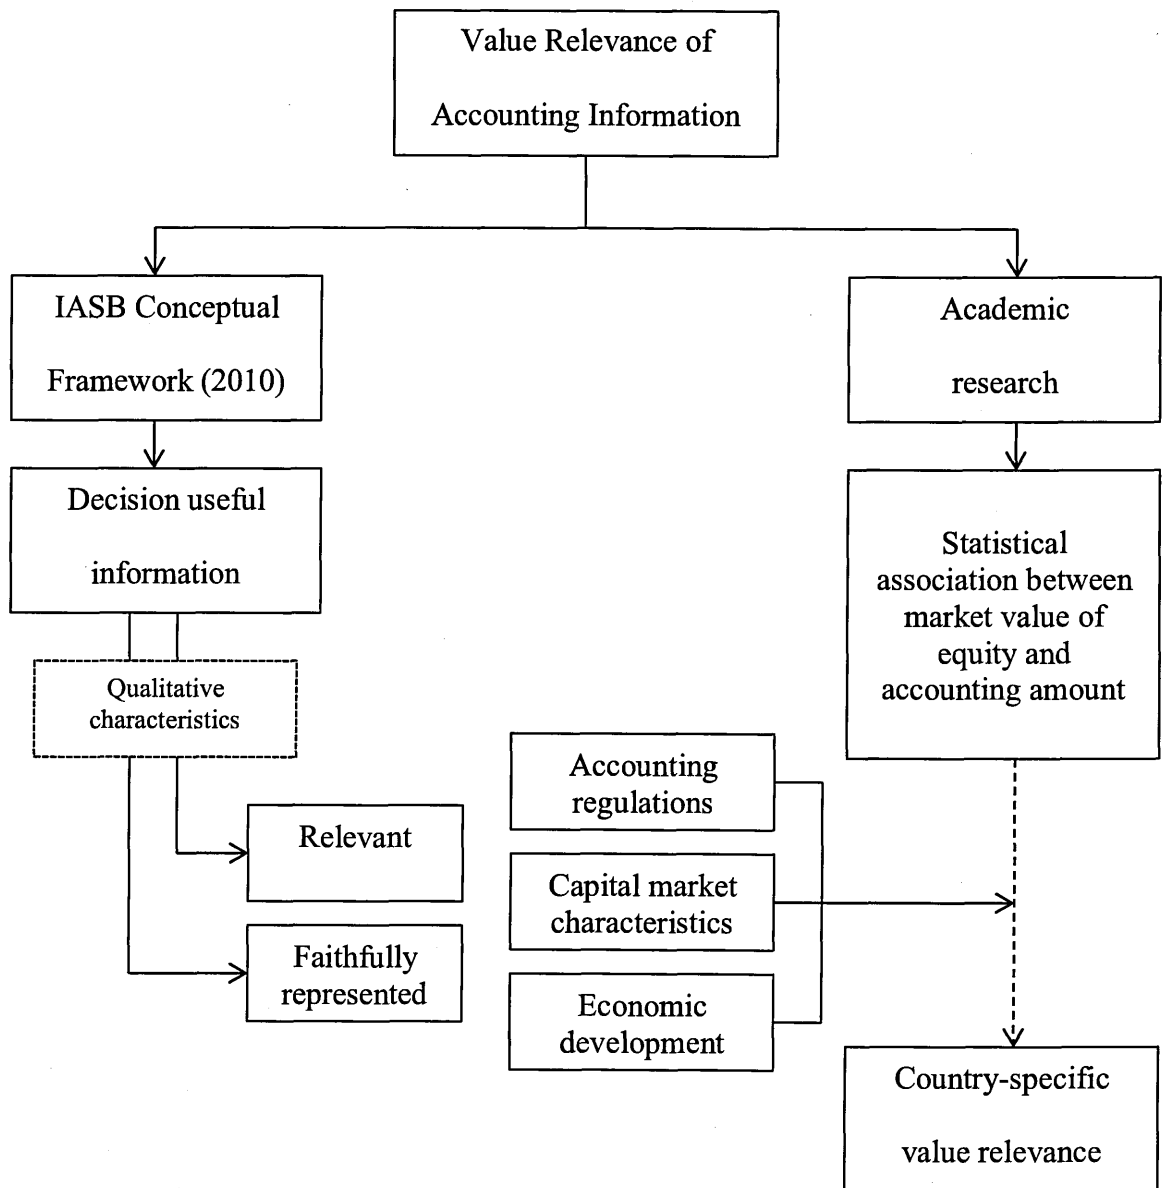 Value Relevance of
Accounting Information
IASB Conceptual
Framework (2010)
Academic
research
Decision useful
information
Statistical
association between
market value of
equity and
accounting amount
Qualitative
characteristics
Accounting
regulations
Relevant
Capital market
characteristics
Faithfully
represented
Economic
development
Country-specific
value relevance